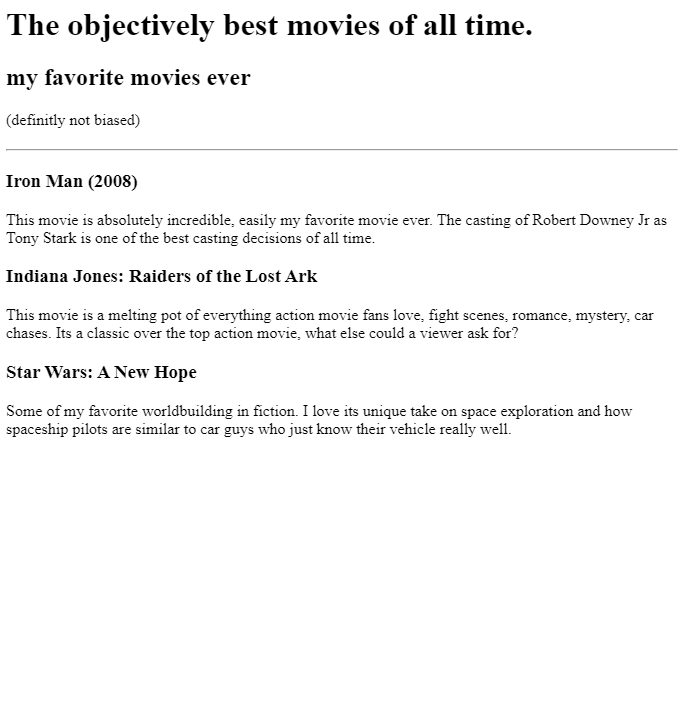 The objectively best movies of all time.
my favorite movies ever
(definitly not biased)
Iron Man (2008)
This movie is absolutely incredible, easily my favorite movie ever. The casting of Robert Downey Jr as
Tony Stark is one of the best casting decisions of all time.
Indiana Jones: Raiders of the Lost Ark
This movie is a melting pot of everything action movie fans love, fight scenes, romance, mystery, car
chases. Its a classic over the top action movie, what else could a viewer ask for?
Star Wars: A New Hope
Some of my favorite worldbuilding in fiction. I love its unique take on space exploration and how
spaceship pilots are similar to car guys who just know their vehicle really well.